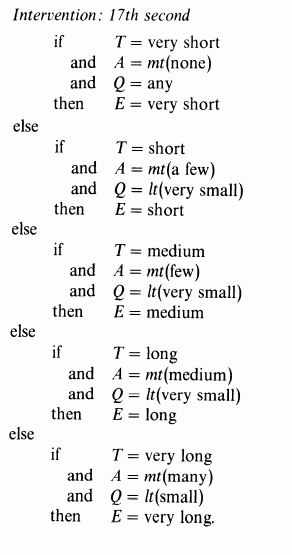 Intervention: 17th second
if T = very short
and A = mt(none)
and Q = any
then E = very short
else
if T = short
and A = mt(a few)
and Q = lt(very small)
then E = short
else
if T = medium
and A = mt(few)
and Q = lt(very small)
then E = medium
else
if T = long
and A = mt(medium)
and Q = lt(very small)
then E = long
else
if T = very long
and A = mt(many)
and Q = lt(small)
then E = very long.